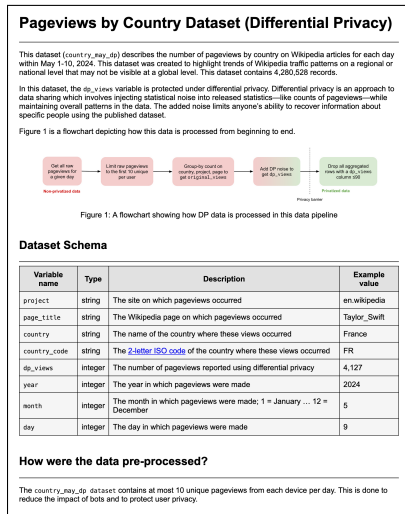 Pageviews by Country Dataset (Differential Privacy)
This dataset (country_may_dp) describes the number of pageviews by country on Wikipedia articles for each day
within May 1-10, 2024. This dataset was created to highlight trends of Wikipedia traffic patterns on a regional or
national level that may not be visible at a global level. This dataset contains 4,280,528 records.
In this dataset, the dp_views variable is protected under differential privacy. Differential privacy is an approach to
data sharing which involves injecting statistical noise into released statistics—like counts of pageviews—while
maintaining overall patterns in the data. The added noise limits anyone's ability to recover information about
specific people using the published dataset.
Figure 1 is a flowchart depicting how this data is processed from beginning to end.
Get all raw
pageviews for
a given day
Limit raw pageviews
to the first 10 unique
per user
Group-by count on
country, project, page to
get original_views
Add DP noise to
get dp_views
Drop all aggregated
rows with a dp_views
column ≤90
Non-privatized data
Privatized data
Privacy barrier
Figure 1: A flowchart showing how DP data is processed in this data pipeline
Dataset Schema
Variable name Type Description Example value
project string The site on which pageviews occurred en.wikipedia
page_title string The Wikipedia page on which pageviews occurred Taylor_Swift
country string The name of the country where these views occurred France
country_code string The 2-letter ISO code of the country where these views occurred FR
dp_views integer The number of pageviews reported using differential privacy 4,127
year integer The year in which pageviews were made 2024
month integer The month in which pageviews were made; 1 = January … 12 = December 5
day integer The day in which pageviews were made 9
How were the data pre-processed?
The country_may_dp dataset contains at most 10 unique pageviews from each device per day. This is done to
reduce the impact of bots and to protect user privacy.